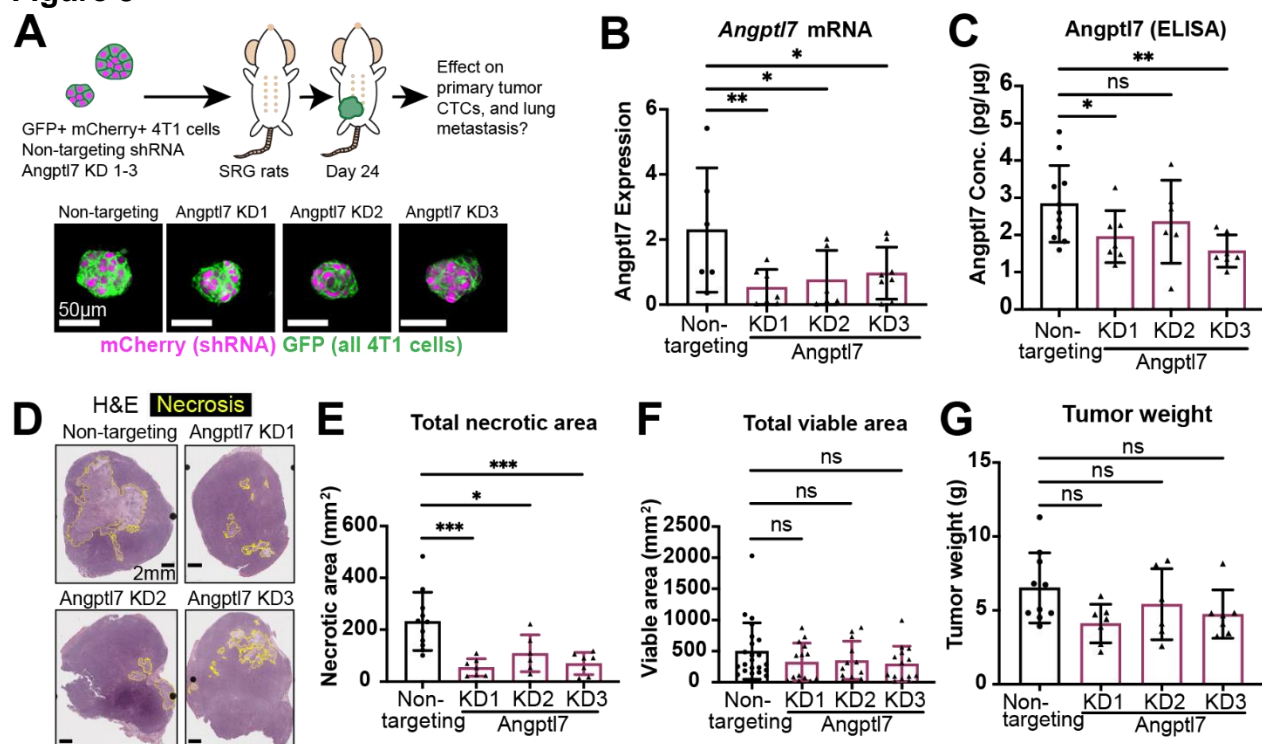 A
GFP+ mCherry+ 4T1 cells
Non-targeting shRNA
Angptl7 KD 1-3
SRG rats
Day 24
Effect on
primary tumor
CTCs, and lung
metastasis?
Non-targeting
Angptl7 KD1
Angptl7 KD2
Angptl7 KD3
50µm
mCherry (shRNA) GFP (all 4T1 cells)
B
Angptl7 mRNA
*
*
**
Angptl7 Expression
6
4
2
0
Non-
targeting
KD1
KD2
KD3
Angptl7
C
Angptl7 (ELISA)
**
ns
*
Angptl7 Conc. (pg/µg)
6
5
4
3
2
1
0
Non-
targeting
KD1
KD2
KD3
Angptl7
D
H&E Necrosis
Non-targeting
Angptl7 KD1
2mm
Angptl7 KD2
Angptl7 KD3
E
Total necrotic area
***
*
***
Necrotic area (mm²)
600
400
200
0
Non-
targeting
KD1
KD2
KD3
Angptl7
F
Total viable area
ns
ns
ns
Viable area (mm²)
2500
2000
1500
1000
500
0
Non-
targeting
KD1
KD2
KD3
Angptl7
G
Tumor weight
ns
ns
ns
Tumor weight (g)
15
10
5
0
Non-
targeting
KD1
KD2
KD3
Angptl7